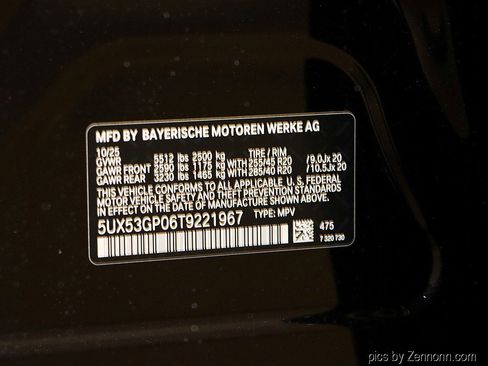 MFD BY BAYERISCHE MOTOREN WERKE AG
10/25 TIRE / RIM
GVWR 5512 lbs 2500 kg
GAWR FRONT 2590 lbs 1175 kg WITH 255/45 R20 / 9.0Jx 20
GAWR REAR 3230 lbs 1465 kg WITH 285/40 R20 / 10.5Jx 20
THIS VEHICLE CONFORMS TO ALL APPLICABLE U. S. FEDERAL
MOTOR VEHICLE SAFETY AND THEFT PREVENTION STANDARDS
IN EFFECT ON THE DATE OF MANUFACTURE SHOWN ABOVE.
5UX53GP06T9221967 TYPE: MPV
475
7 320 730
pics by Zennonn.com